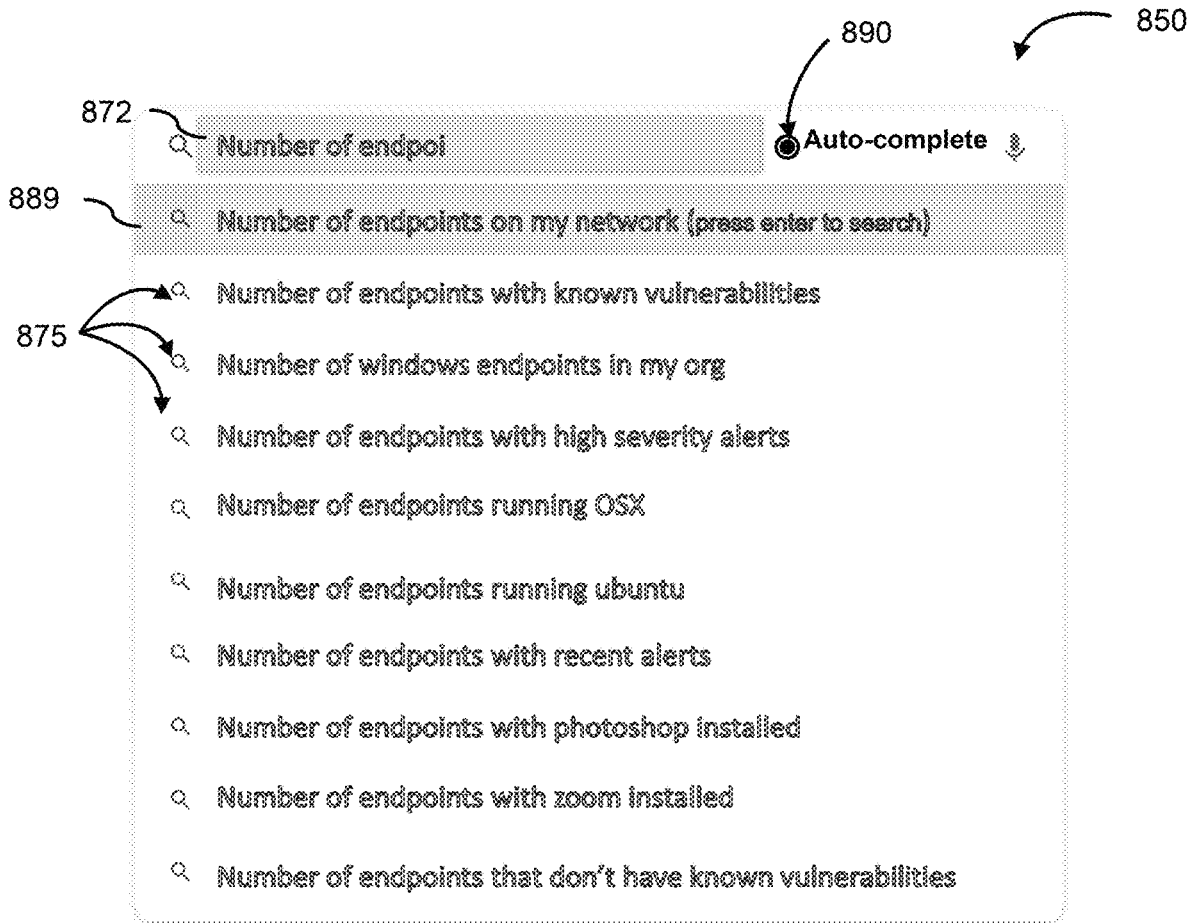 850
890
872
Number of endpoi
Auto-complete
889
Number of endpoints on my network (press enter to search)
Number of endpoints with known vulnerabilities
875
Number of windows endpoints in my org
Number of endpoints with high severity alerts
Number of endpoints running OSX
Number of endpoints running ubuntu
Number of endpoints with recent alerts
Number of endpoints with photoshop installed
Number of endpoints with zoom installed
Number of endpoints that don't have known vulnerabilities